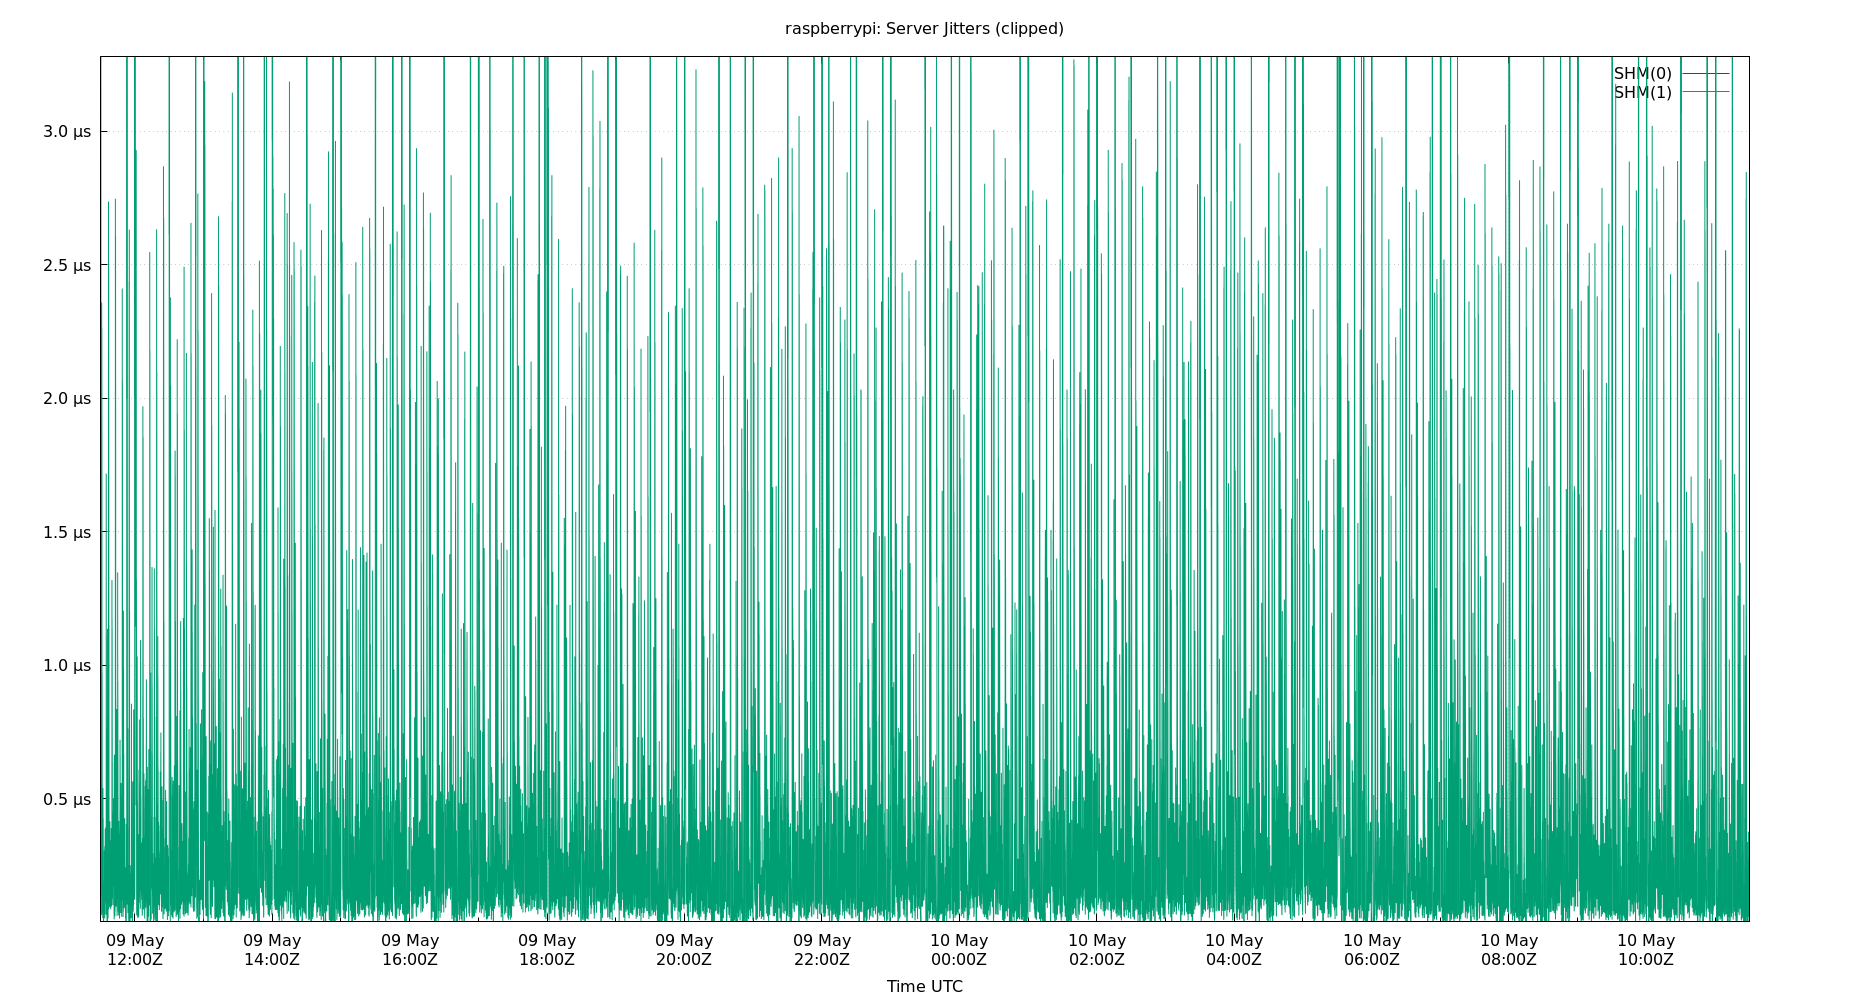 raspberrypi: Server Jitters (clipped)
SHM(0)
SHM(1)
3.0 µs
2.5 µs
2.0 µs
1.5 µs
1.0 µs
0.5 µs
09 May 09 May 09 May 09 May 09 May 09 May 10 May 10 May 10 May 10 May 10 May 10 May
12:00Z 14:00Z 16:00Z 18:00Z 20:00Z 22:00Z 00:00Z 02:00Z 04:00Z 06:00Z 08:00Z 10:00Z
Time UTC